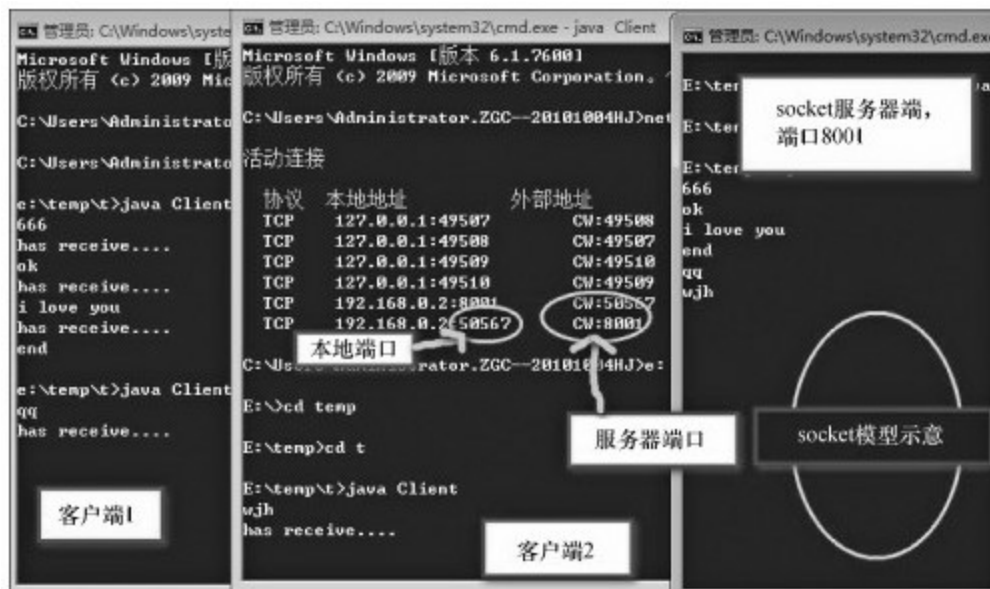 管理员: C:\Windows\syste
Microsoft Windows [版
版权所有 (c) 2009 Mic
C:\Users\Administrato
C:\Users\Administrato
e:\temp\t>java Client
666
has receive....
ok
has receive....
i love you
has receive....
end
e:\temp\t>java Client
qq
has receive....
客户端1
管理员: C:\Windows\system32\cmd.exe - java Client
Microsoft Windows [版本 6.1.7600]
版权所有 (c) 2009 Microsoft Corporation。
C:\Users\Administrator.ZGC--20101004HJ>net
活动连接
协议 本地地址 外部地址
TCP 127.0.0.1:49507 CW:49508
TCP 127.0.0.1:49508 CW:49507
TCP 127.0.0.1:49509 CW:49510
TCP 127.0.0.1:49510 CW:49509
TCP 192.168.0.2:8001 CW:50567
TCP 192.168.0.2:50567 CW:8001
本地端口
C:\Us rator.ZGC--20101004HJ>e:
E:\>cd temp
服务器端口
E:\temp>cd t
E:\temp\t>java Client
wjh
has receive....
客户端2
管理员: C:\Windows\system32\cmd.exe
socket服务器端，
端口8001
E:\ter
E:\ter
666
ok
i love you
end
qq
wjh
socket模型示意